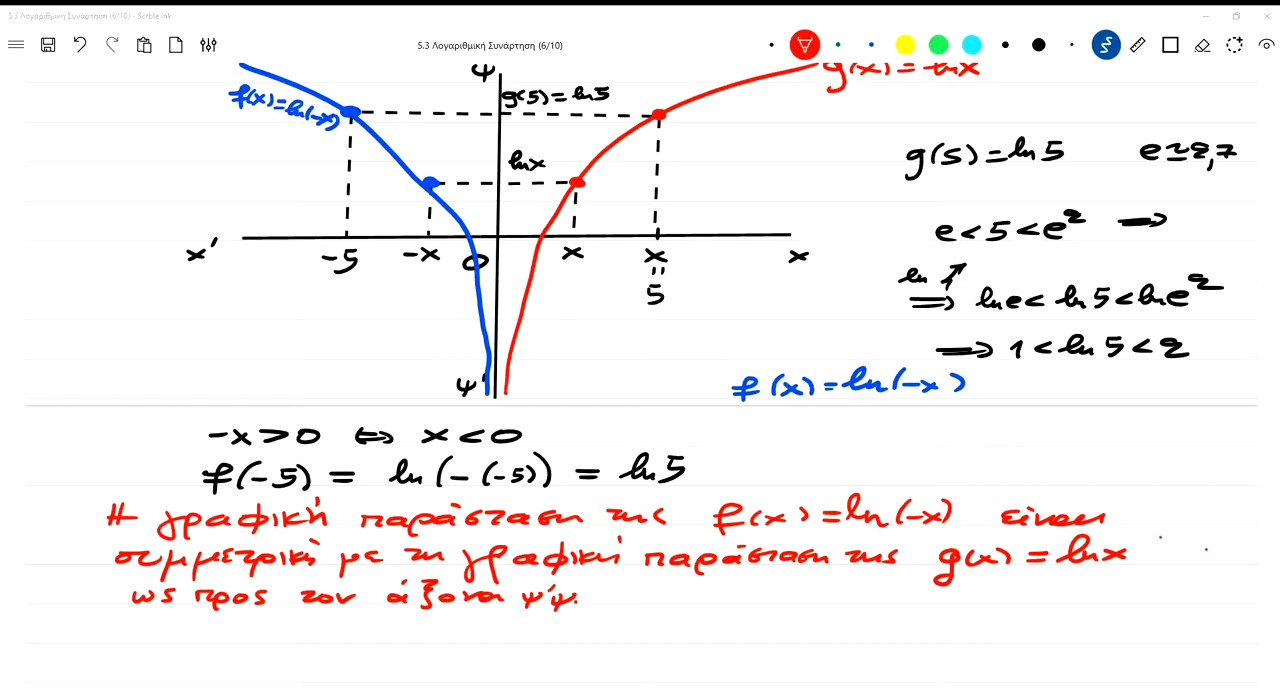 5.3 Λογαριθμική Συνάρτηση (6/10) - Scrble Ink
5.3 Λογαριθμική Συνάρτηση (6/10)
ψ
g(x) = lnx
f(x)=ln(-x)
g(5)=ln5
lnx
x'
-5
-x
0
x
x
x
"
5
ψ'
g(5)=ln5
e≃2,7
e<5<e² ⟹
ln↗
⟹ lne < ln5 < lne²
⟹ 1 < ln5 < 2
f(x)=ln(-x)
-x>0 ⇔ x<0
f(-5) = ln(-(-5)) = ln5
Η γραφική παράσταση της f(x)=ln(-x) είναι
συμμετρική με τη γραφική παράσταση της g(x)=lnx
ως προς τον άξονα ψ'ψ.